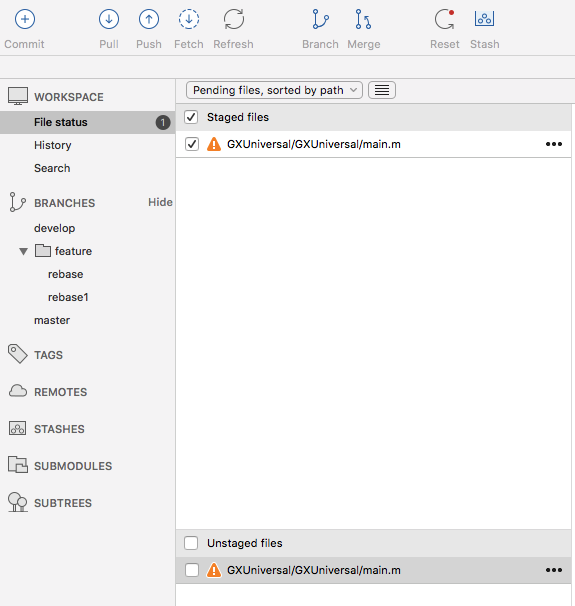 Commit Pull Push Fetch Refresh Branch Merge Reset Stash
WORKSPACE
File status 1
History
Search
BRANCHES Hide
develop
feature
rebase
rebase1
master
TAGS
REMOTES
STASHES
SUBMODULES
SUBTREES
Pending files, sorted by path
Staged files
GXUniversal/GXUniversal/main.m
Unstaged files
GXUniversal/GXUniversal/main.m